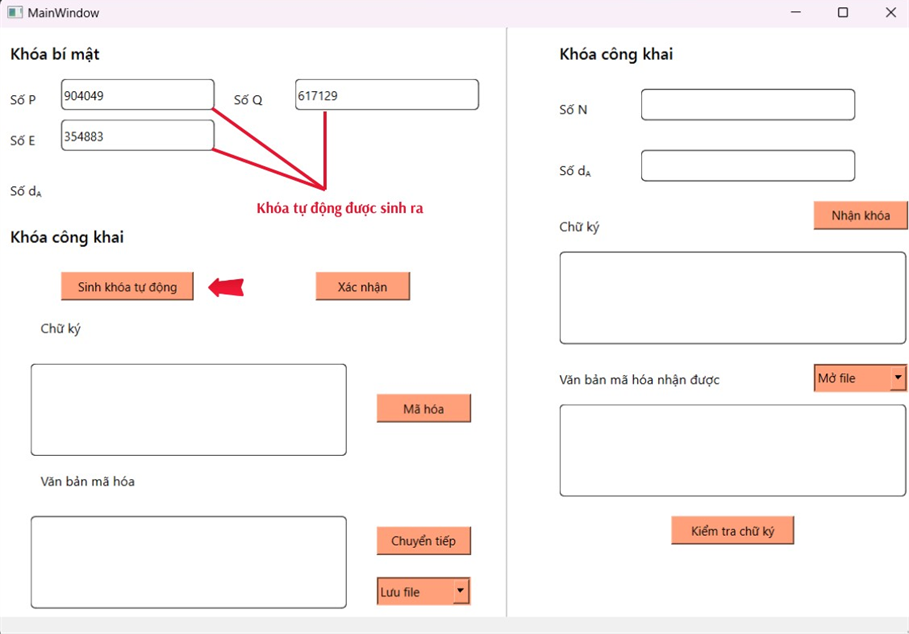 MainWindow
Khóa bí mật
Số P
904049
Số Q
617129
Số E
354883
Số dA
Khóa tự động được sinh ra
Khóa công khai
Sinh khóa tự động
Xác nhận
Chữ ký
Mã hóa
Văn bản mã hóa
Chuyển tiếp
Lưu file
Khóa công khai
Số N
Số dA
Nhận khóa
Chữ ký
Văn bản mã hóa nhận được
Mở file
Kiểm tra chữ ký